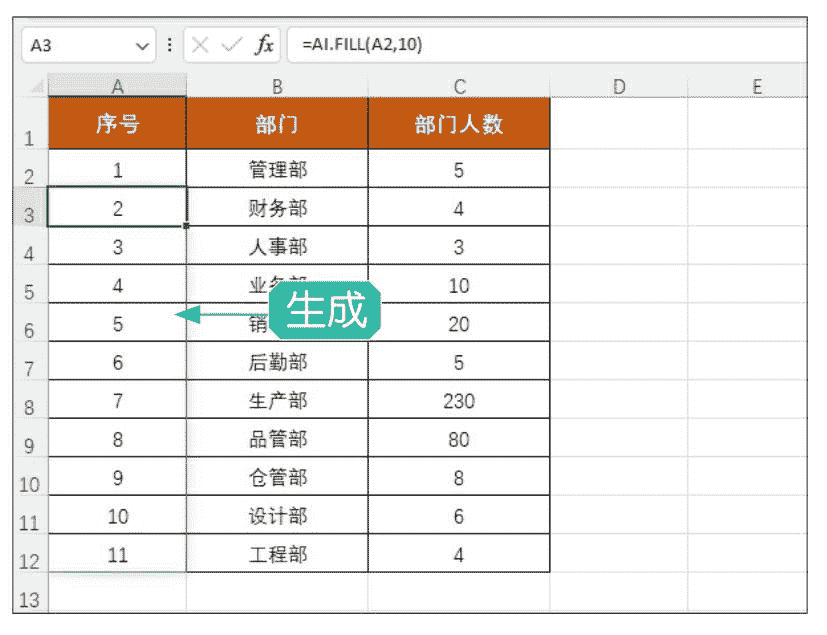 A3 fx =AI.FILL(A2,10)
A B C D E
1 序号 部门 部门人数
2 1 管理部 5
3 2 财务部 4
4 3 人事部 3
5 4 业 10
生成
6 5 销 20
7 6 后勤部 5
8 7 生产部 230
9 8 品管部 80
10 9 仓管部 8
11 10 设计部 6
12 11 工程部 4
13